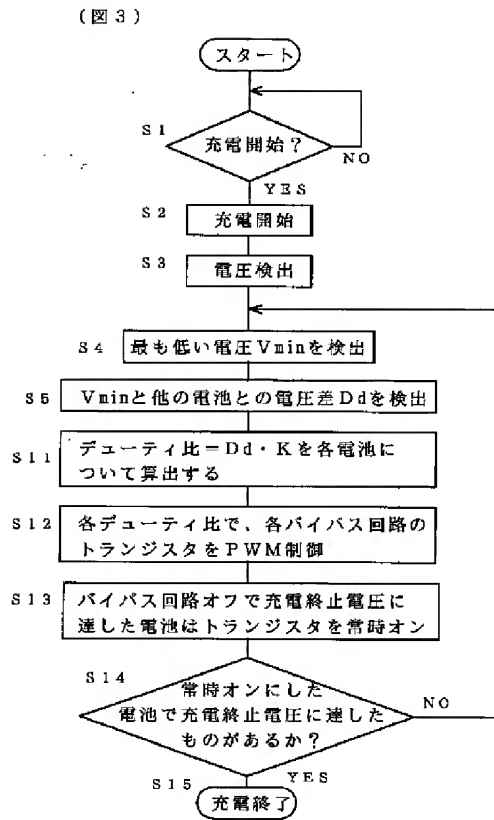 (図3)
スタート
S1
充電開始?
NO
YES
S2
充電開始
S3
電圧検出
S4
最も低い電圧Vminを検出
S5
Vminと他の電池との電圧差Ddを検出
S11
デューティ比=Dd・Kを各電池に
ついて算出する
S12
各デューティ比で、各バイパス回路の
トランジスタをPWM制御
S13
バイパス回路オフで充電終止電圧に
達した電池はトランジスタを常時オン
S14
常時オンにした
電池で充電終止電圧に達した
ものがあるか?
NO
YES
S15
充電終了